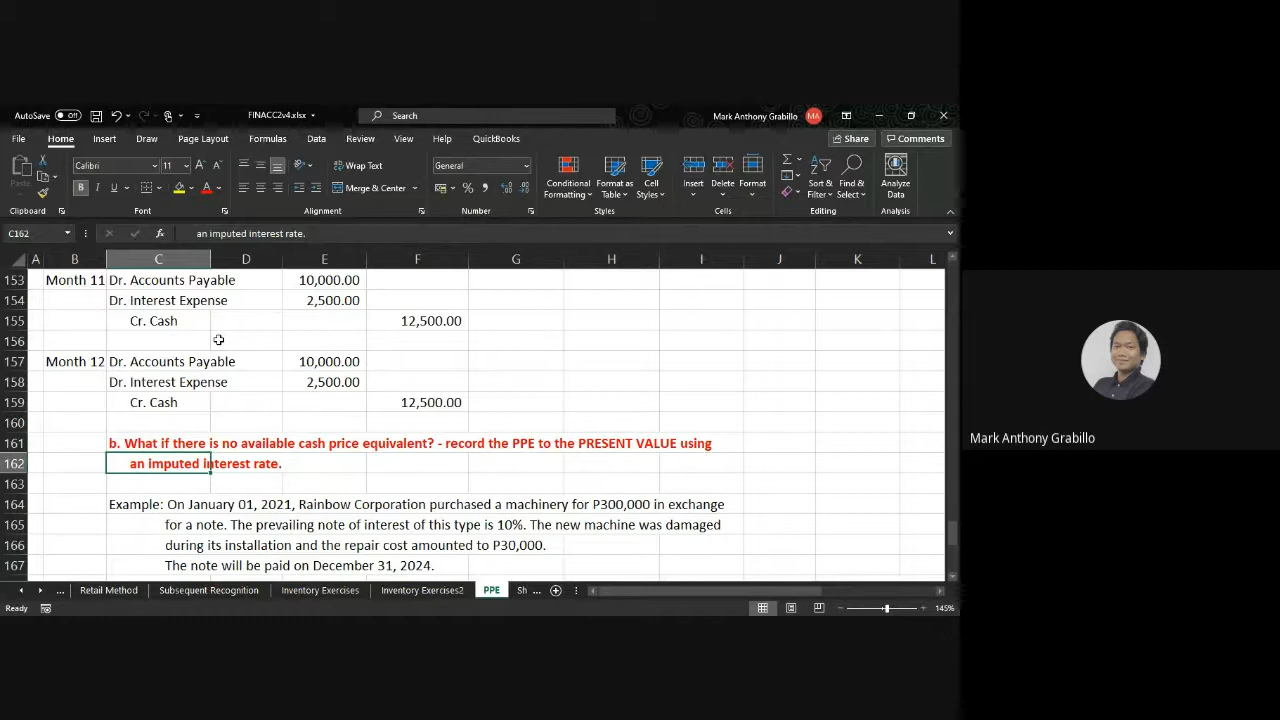 AutoSave Off FINACC2v4.xlsx Search Mark Anthony Grabillo MA
File Home Insert Draw Page Layout Formulas Data Review View Help QuickBooks Share Comments
Paste Calibri 11 Wrap Text General Conditional Formatting Format as Table Cell Styles Insert Delete Format Sort & Filter Find & Select Analyze Data
B I U Merge & Center
Clipboard Font Alignment Number Styles Cells Editing Analysis
C162 fx an imputed interest rate.
A B C D E F G H I J K L
153 Month 11 Dr. Accounts Payable 10,000.00
154 Dr. Interest Expense 2,500.00
155 Cr. Cash 12,500.00
156
157 Month 12 Dr. Accounts Payable 10,000.00
158 Dr. Interest Expense 2,500.00
159 Cr. Cash 12,500.00
160
161 b. What if there is no available cash price equivalent? - record the PPE to the PRESENT VALUE using
162 an imputed interest rate.
163
164 Example: On January 01, 2021, Rainbow Corporation purchased a machinery for P300,000 in exchange
165 for a note. The prevailing note of interest of this type is 10%. The new machine was damaged
166 during its installation and the repair cost amounted to P30,000.
167 The note will be paid on December 31, 2024.
... Retail Method Subsequent Recognition Inventory Exercises Inventory Exercises2 PPE Sh ...
Ready 145%
Mark Anthony Grabillo